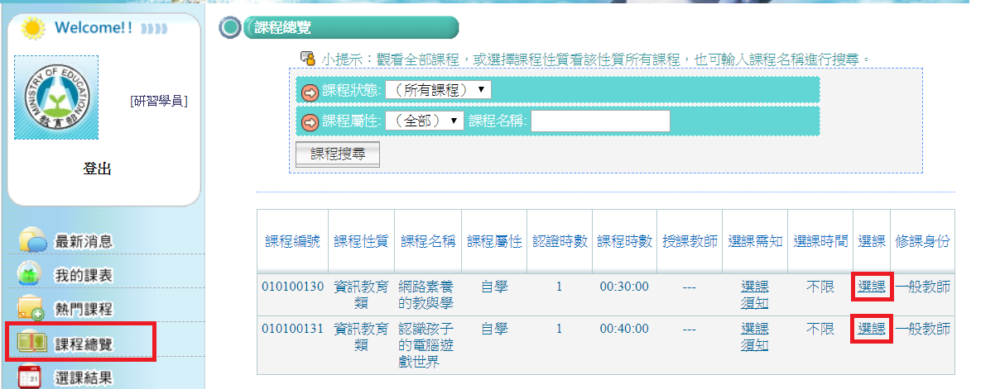 Welcome!!
MINISTRY OF EDUCATION
教育部
[研習學員]
登出
最新消息
我的課表
熱門課程
課程總覽
選課結果
課程總覽
小提示：觀看全部課程，或選擇課程性質看該性質所有課程，也可輸入課程名稱進行搜尋。
課程狀態: （所有課程）
課程屬性: （全部） 課程名稱:
課程搜尋
課程編號 課程性質 課程名稱 課程屬性 認證時數 課程時數 授課教師 選課需知 選課時間 選課 修課身份
010100130 資訊教育 網路素養 自學 1 00:30:00 --- 選課 不限 選課 一般教師
類 的教與學 須知
010100131 資訊教育 認識孩子 自學 1 00:40:00 --- 選課 不限 選課 一般教師
類 的電腦遊 須知
戲世界